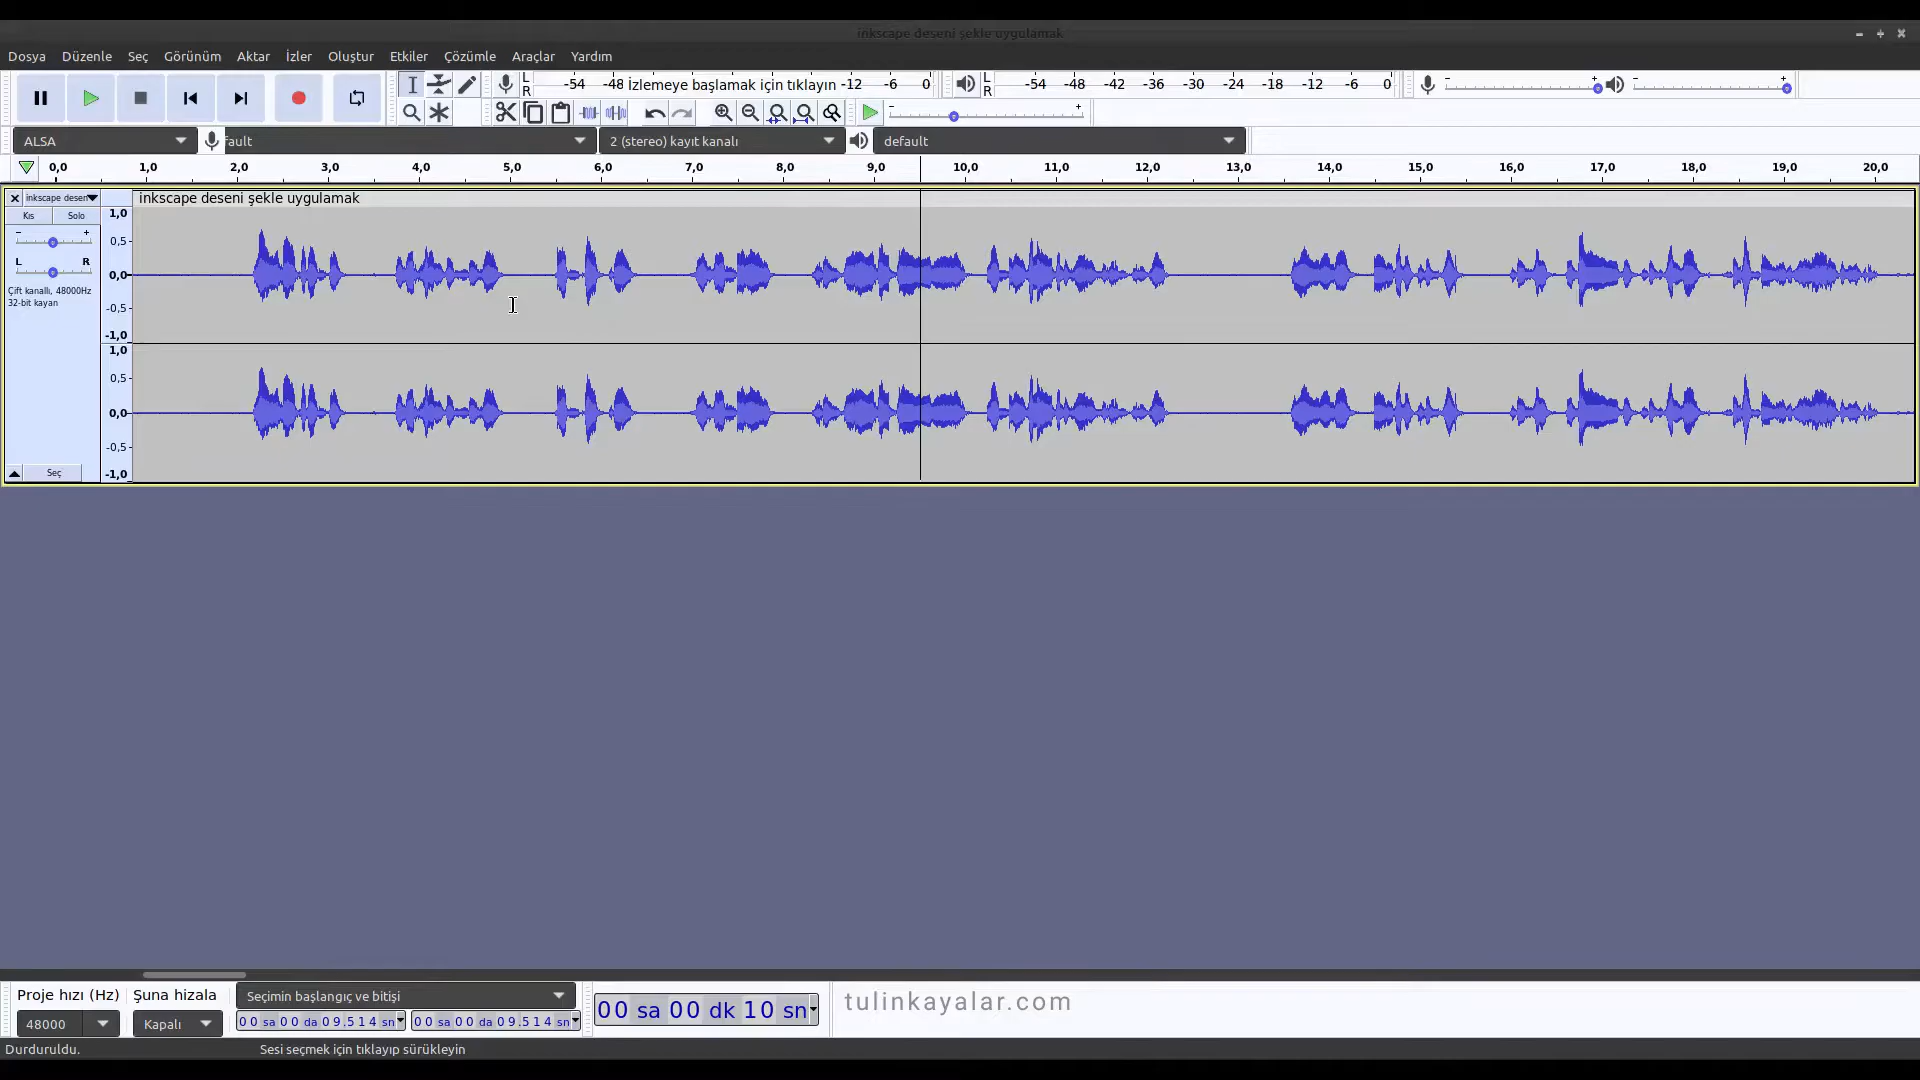 inkscape deseni şekle uygulamak
Dosya Düzenle Seç Görünüm Aktar İzler Oluştur Etkiler Çözümle Araçlar Yardım
L R -54 -48 İzlemeye başlamak için tıklayın -12 -6 0 L R -54 -48 -42 -36 -30 -24 -18 -12 -6 0 - + - +
- +
ALSA fault 2 (stereo) kayıt kanalı default
0,0 1,0 2,0 3,0 4,0 5,0 6,0 7,0 8,0 9,0 10,0 11,0 12,0 13,0 14,0 15,0 16,0 17,0 18,0 19,0 20,0
inkscape desen inkscape deseni şekle uygulamak
Kıs Solo 1,0
- + 0,5
L R 0,0
Çift kanallı, 48000Hz
32-bit kayan -0,5
-1,0
1,0
0,5
0,0
-0,5
Seç -1,0
Proje hızı (Hz) Şuna hizala Seçimin başlangıç ve bitişi
48000 Kapalı 00 sa 00 da 09.514 sn 00 sa 00 da 09.514 sn 00 sa 00 dk 10 sn tulinkayalar.com
Durduruldu. Sesi seçmek için tıklayıp sürükleyin